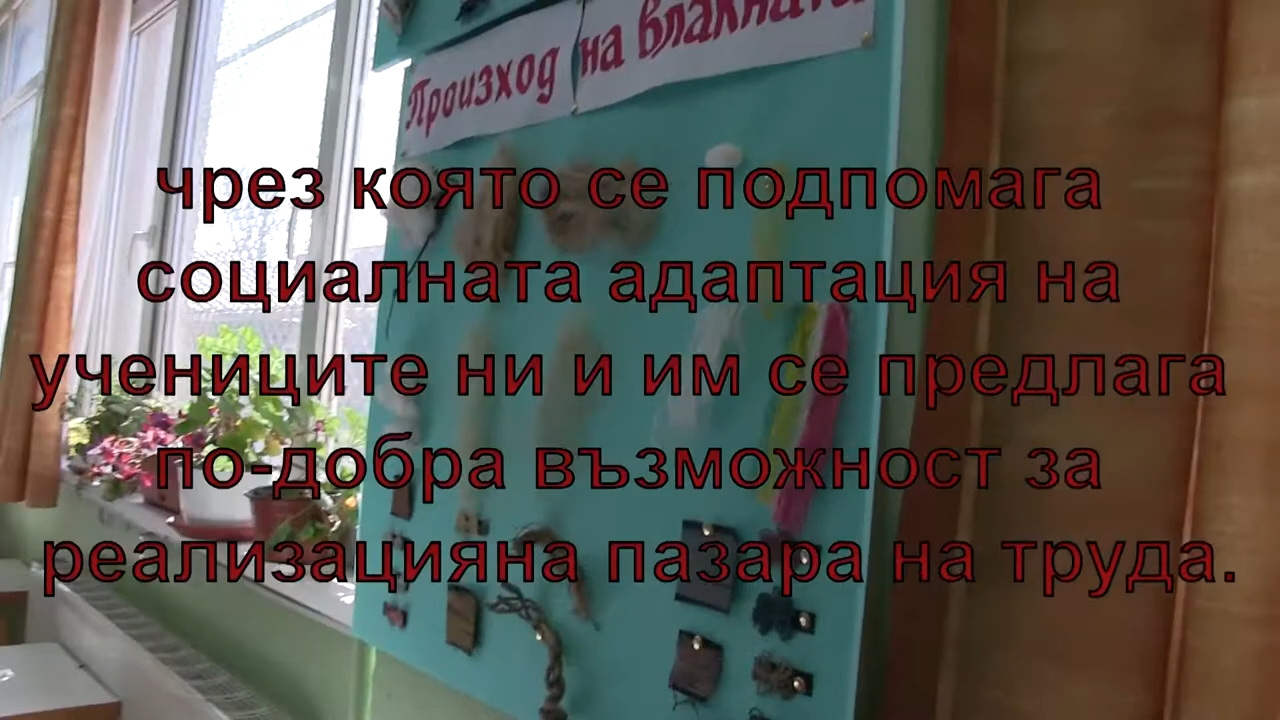 Произход на влакната
чрез която се подпомага
социалната адаптация на
учениците ни и им се предлага
по-добра възможност за
реализацияна пазара на труда.